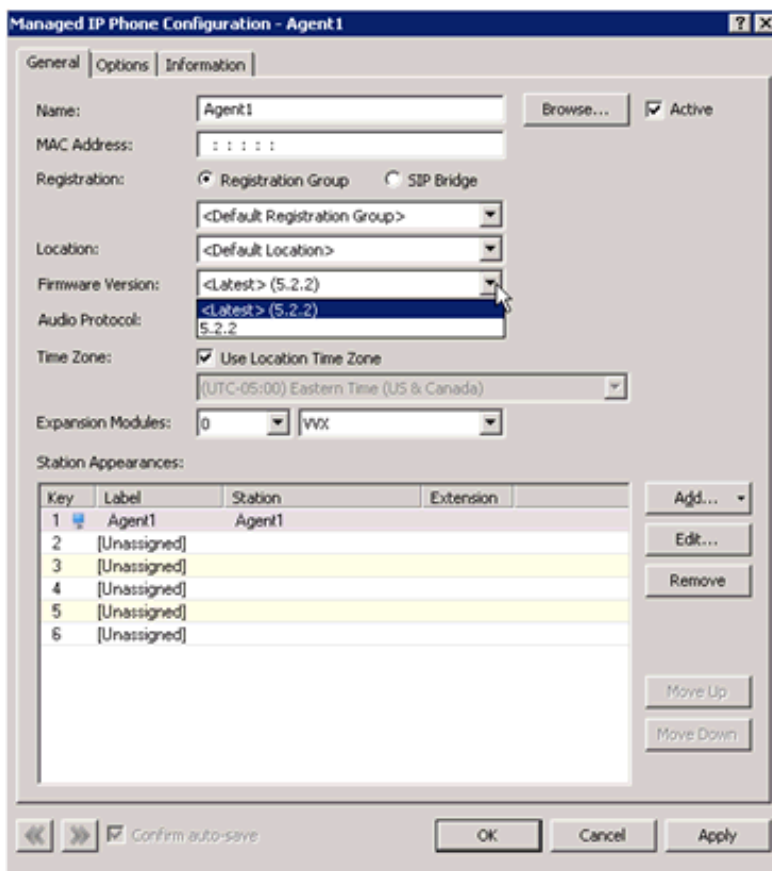 Managed IP Phone Configuration - Agent1
General Options Information
Name: Agent1 Browse... Active
MAC Address: : : : : :
Registration: Registration Group SIP Bridge
<Default Registration Group>
Location: <Default Location>
Firmware Version: <Latest> (5.2.2)
<Latest> (5.2.2)
Audio Protocol: 5.2.2
Time Zone: Use Location Time Zone
(UTC-05:00) Eastern Time (US & Canada)
Expansion Modules: 0 VVX
Station Appearances:
Key Label Station Extension Add...
1 Agent1 Agent1
2 [Unassigned] Edit...
3 [Unassigned]
4 [Unassigned] Remove
5 [Unassigned]
6 [Unassigned]
Move Up
Move Down
Confirm auto-save OK Cancel Apply